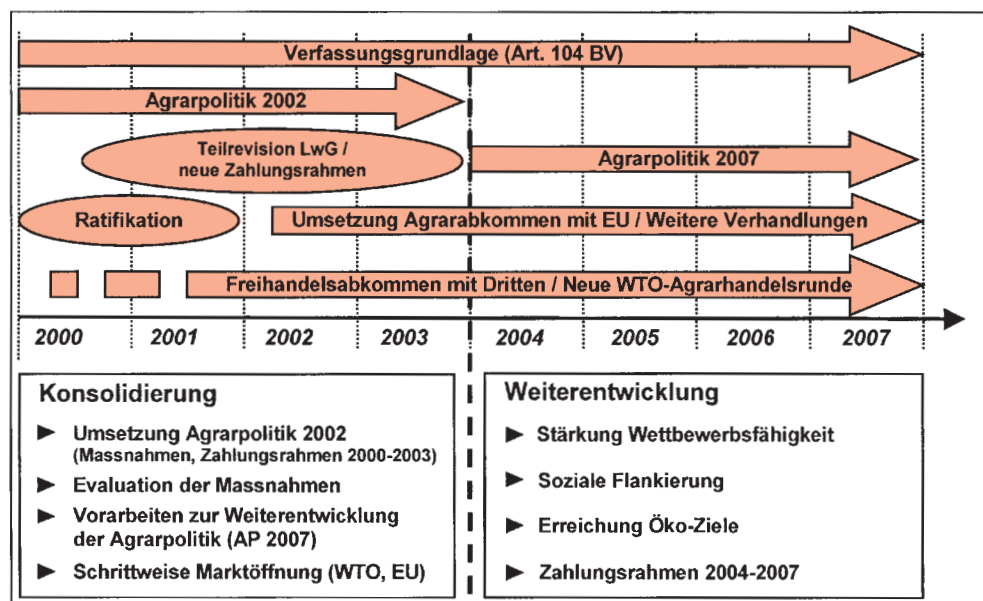 Verfassungsgrundlage (Art. 104 BV)
Agrarpolitik 2002
Teilrevision LwG /
neue Zahlungsrahmen
Agrarpolitik 2007
Ratifikation
Umsetzung Agrarabkommen mit EU / Weitere Verhandlungen
Freihandelsabkommen mit Dritten / Neue WTO-Agrarhandelsrunde
2000 2001 2002 2003 2004 2005 2006 2007
Konsolidierung
► Umsetzung Agrarpolitik 2002
(Massnahmen, Zahlungsrahmen 2000-2003)
► Evaluation der Massnahmen
► Vorarbeiten zur Weiterentwicklung
der Agrarpolitik (AP 2007)
► Schrittweise Marktöffnung (WTO, EU)
Weiterentwicklung
► Stärkung Wettbewerbsfähigkeit
► Soziale Flankierung
► Erreichung Öko-Ziele
► Zahlungsrahmen 2004-2007